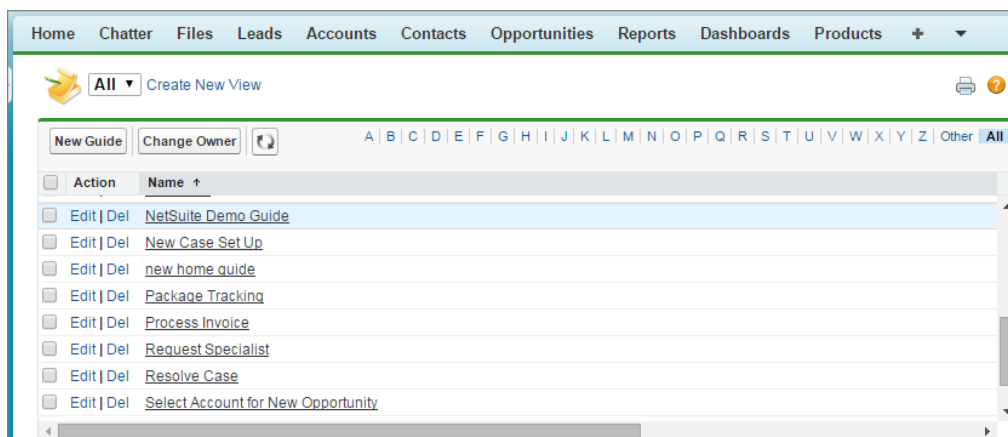 Home Chatter Files Leads Accounts Contacts Opportunities Reports Dashboards Products +
All Create New View ?
New Guide Change Owner A | B | C | D | E | F | G | H | I | J | K | L | M | N | O | P | Q | R | S | T | U | V | W | X | Y | Z | Other All
Action Name ↑
Edit | Del NetSuite Demo Guide
Edit | Del New Case Set Up
Edit | Del new home guide
Edit | Del Package Tracking
Edit | Del Process Invoice
Edit | Del Request Specialist
Edit | Del Resolve Case
Edit | Del Select Account for New Opportunity